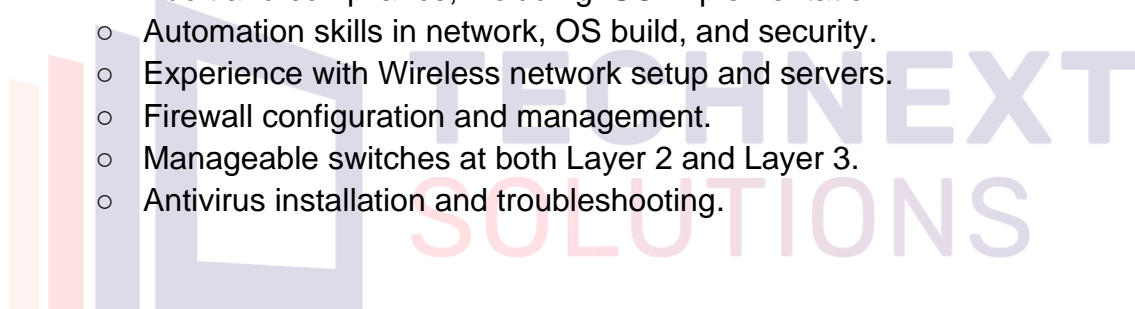 ○ Automation skills in network, OS build, and security.
○ Experience with Wireless network setup and servers.
○ Firewall configuration and management.
○ Manageable switches at both Layer 2 and Layer 3.
○ Antivirus installation and troubleshooting.
TECHNEXT
SOLUTIONS